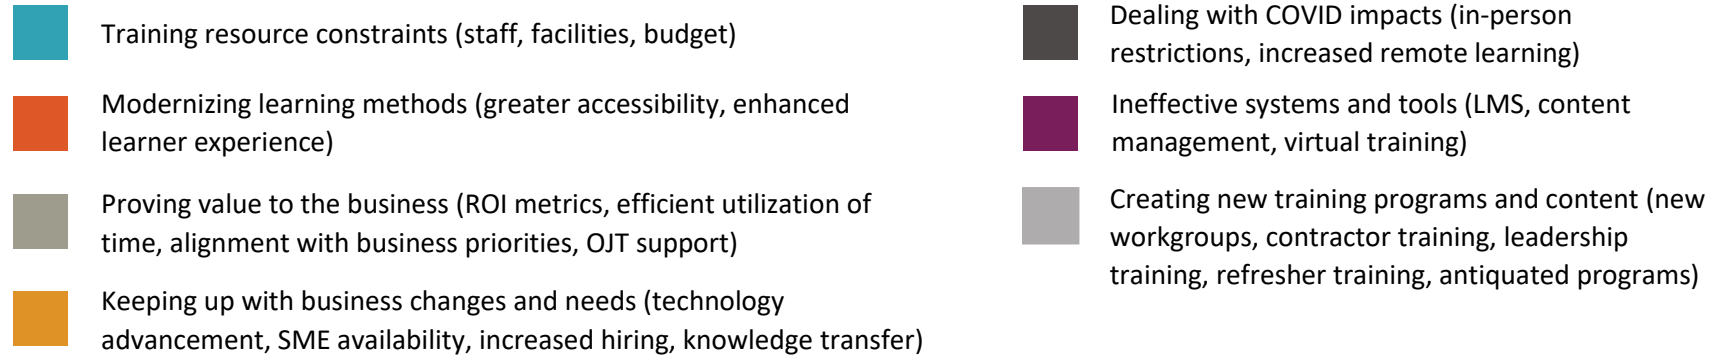 Training resource constraints (staff, facilities, budget)
Modernizing learning methods (greater accessibility, enhanced
learner experience)
Proving value to the business (ROI metrics, efficient utilization of
time, alignment with business priorities, OJT support)
Keeping up with business changes and needs (technology
advancement, SME availability, increased hiring, knowledge transfer)
Dealing with COVID impacts (in-person
restrictions, increased remote learning)
Ineffective systems and tools (LMS, content
management, virtual training)
Creating new training programs and content (new
workgroups, contractor training, leadership
training, refresher training, antiquated programs)